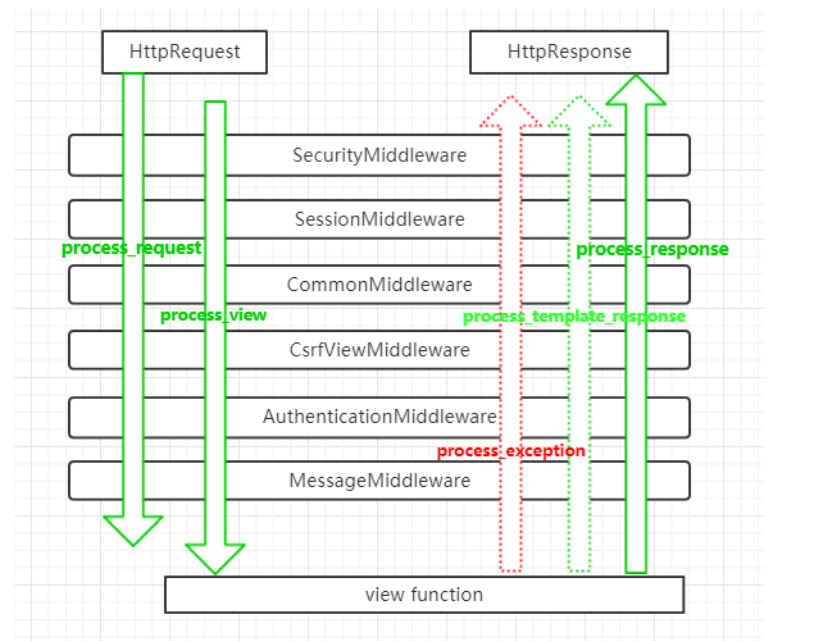 HttpRequest
HttpResponse
SecurityMiddleware
SessionMiddleware
process_request
process_response
CommonMiddleware
process_view
process_template_response
CsrfViewMiddleware
AuthenticationMiddleware
process_exception
MessageMiddleware
view function